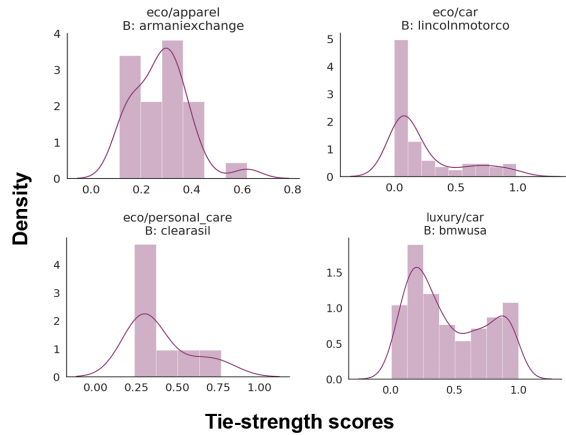 eco/apparel
B: armaniexchange
4
3
2
1
0
0.0 0.2 0.4 0.6 0.8
eco/car
B: lincolnmotorco
5
4
3
2
1
0
0.0 0.5 1.0
Density
eco/personal_care
B: clearasil
4
3
2
1
0
0.00 0.25 0.50 0.75 1.00
luxury/car
B: bmwusa
1.5
1.0
0.5
0.0
0.0 0.5 1.0
Tie-strength scores